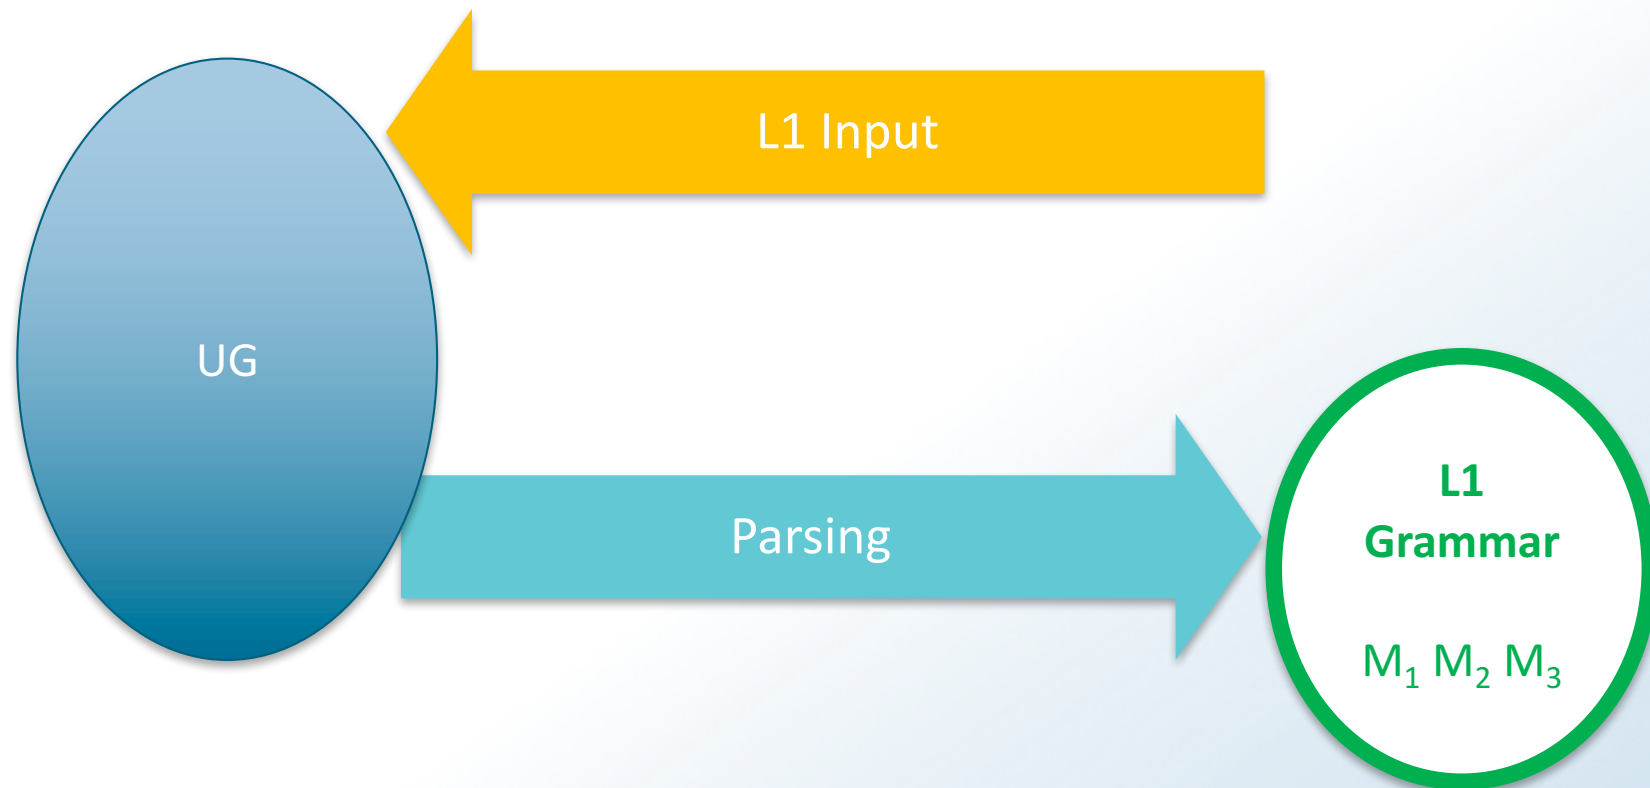 L1 Input
UG
Parsing
L1
Grammar
M₁ M₂ M₃